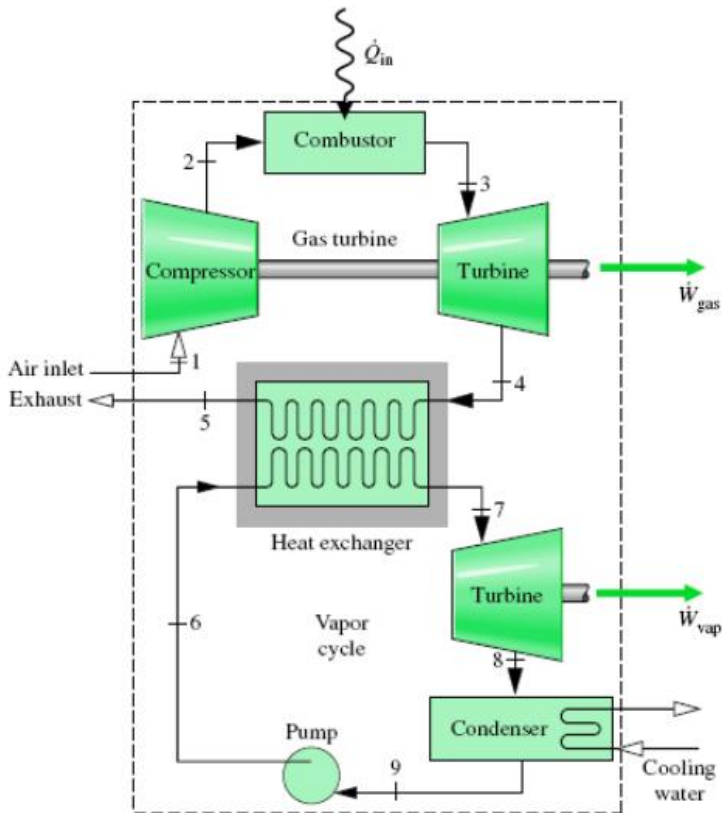 Q̇in
Combustor
2
3
Gas turbine
Compressor
Turbine
Ẇgas
Air inlet
1
Exhaust
5
4
Heat exchanger
7
Turbine
6
Vapor
cycle
Ẇvap
8
Condenser
Pump
9
Cooling
water